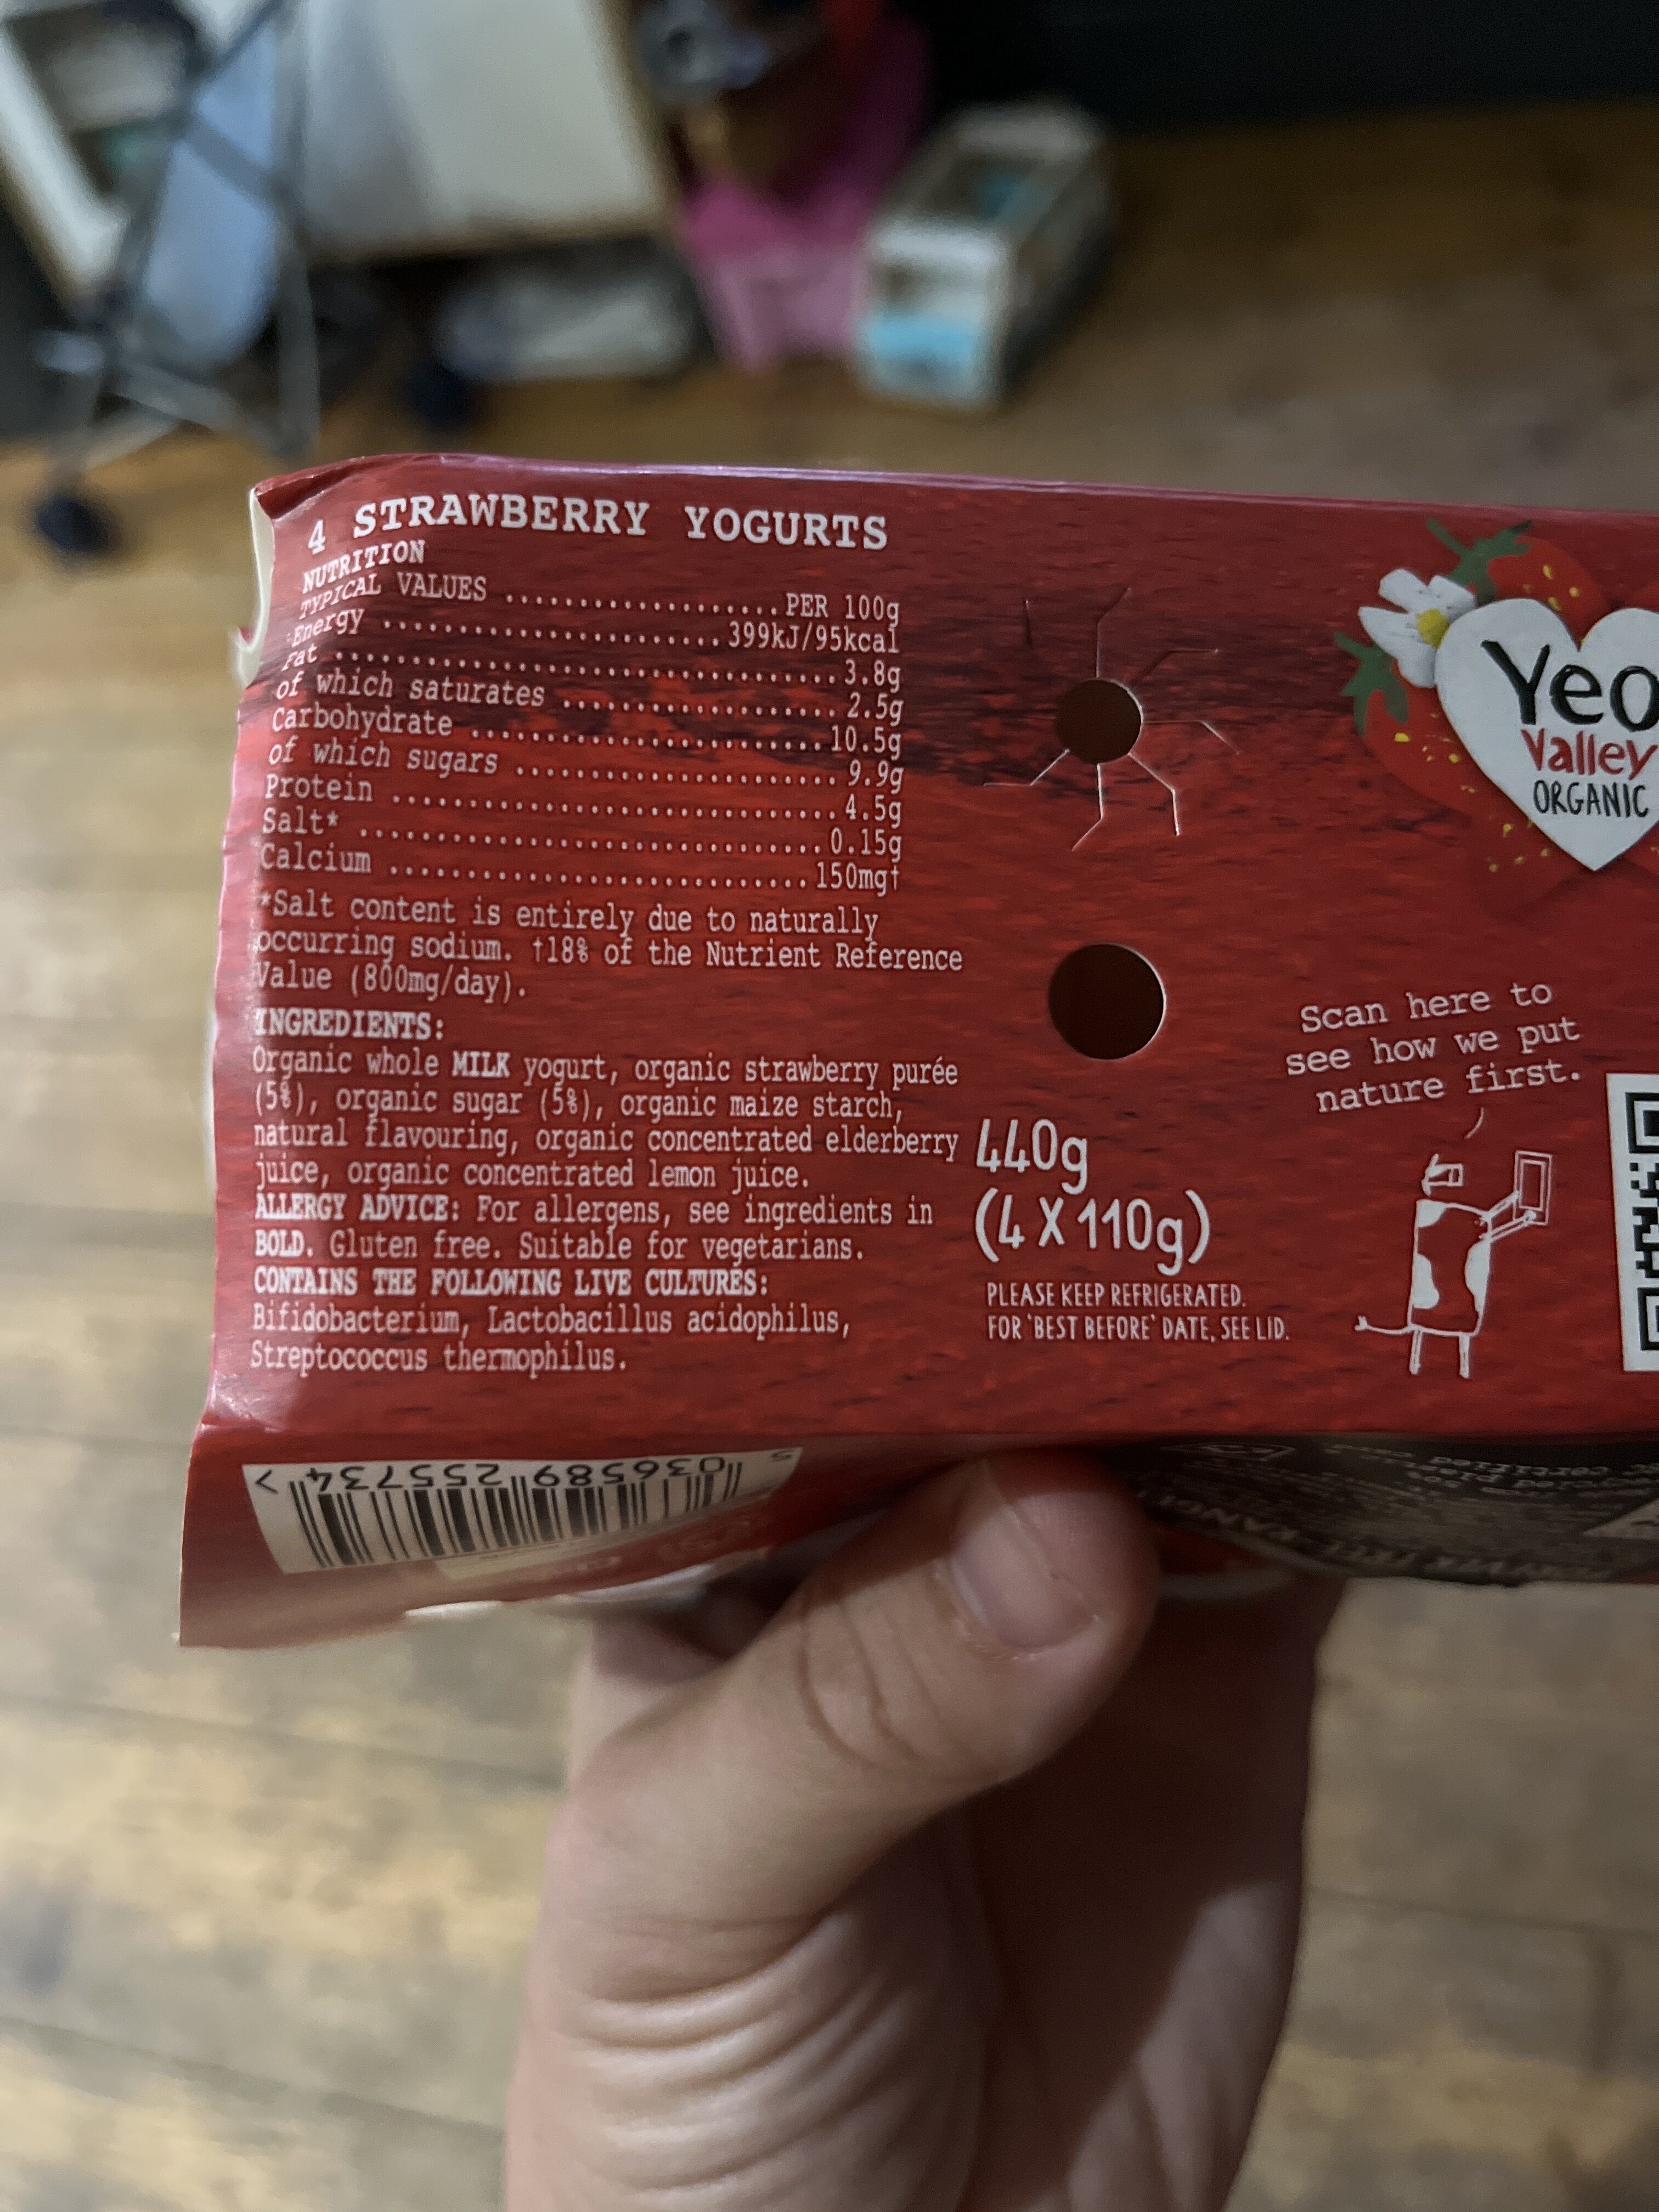 4 STRAWBERRY YOGURTS
NUTRITION
TYPICAL VALUES ................... PER 100g
Energy ........................ 399kJ/95kcal
Fat .................................. 3.8g
of which saturates ................... 2.5g
Carbohydrate ........................ 10.5g
of which sugars ...................... 9.9g
Protein .............................. 4.5g
Salt* ............................... 0.15g
Calcium ............................ 150mg†
*Salt content is entirely due to naturally
occurring sodium. †18% of the Nutrient Reference
Value (800mg/day).
INGREDIENTS:
Organic whole MILK yogurt, organic strawberry purée
(5%), organic sugar (5%), organic maize starch,
natural flavouring, organic concentrated elderberry
juice, organic concentrated lemon juice.
ALLERGY ADVICE: For allergens, see ingredients in
BOLD. Gluten free. Suitable for vegetarians.
CONTAINS THE FOLLOWING LIVE CULTURES:
Bifidobacterium, Lactobacillus acidophilus,
Streptococcus thermophilus.
440g
(4 X 110g)
PLEASE KEEP REFRIGERATED.
FOR 'BEST BEFORE' DATE, SEE LID.
Yeo
Valley
ORGANIC
Scan here to
see how we put
nature first.
5 036589 255734 >